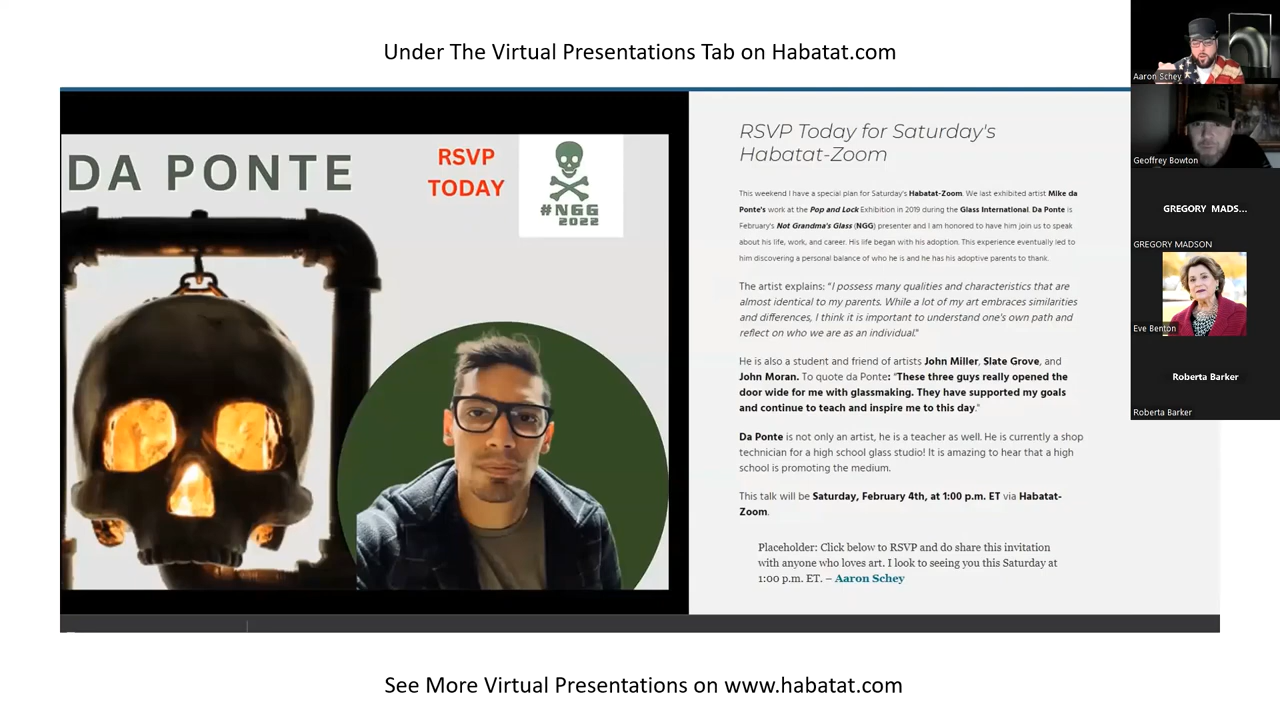 Under The Virtual Presentations Tab on Habatat.com
DA PONTE
RSVP
TODAY
#NGG
2022
RSVP Today for Saturday's
Habatat-Zoom
This weekend I have a special plan for Saturday's Habatat-Zoom. We last exhibited artist Mike da
Ponte's work at the Pop and Lock Exhibition in 2019 during the Glass International. Da Ponte is
February's Not Grandma's Glass (NGG) presenter and I am honored to have him join us to speak
about his life, work, and career. His life began with his adoption. This experience eventually led to
him discovering a personal balance of who he is and he has his adoptive parents to thank.
The artist explains: "I possess many qualities and characteristics that are
almost identical to my parents. While a lot of my art embraces similarities
and differences, I think it is important to understand one's own path and
reflect on who we are as an individual."
He is also a student and friend of artists John Miller, Slate Grove, and
John Moran. To quote da Ponte: "These three guys really opened the
door wide for me with glassmaking. They have supported my goals
and continue to teach and inspire me to this day."
Da Ponte is not only an artist, he is a teacher as well. He is currently a shop
technician for a high school glass studio! It is amazing to hear that a high
school is promoting the medium.
This talk will be Saturday, February 4th, at 1:00 p.m. ET via Habatat-
Zoom.
Placeholder: Click below to RSVP and do share this invitation
with anyone who loves art. I look to seeing you this Saturday at
1:00 p.m. ET. – Aaron Schey
See More Virtual Presentations on www.habatat.com
Aaron Schey
Geoffrey Bowton
GREGORY MADS...
GREGORY MADSON
Eve Benton
Roberta Barker
Roberta Barker